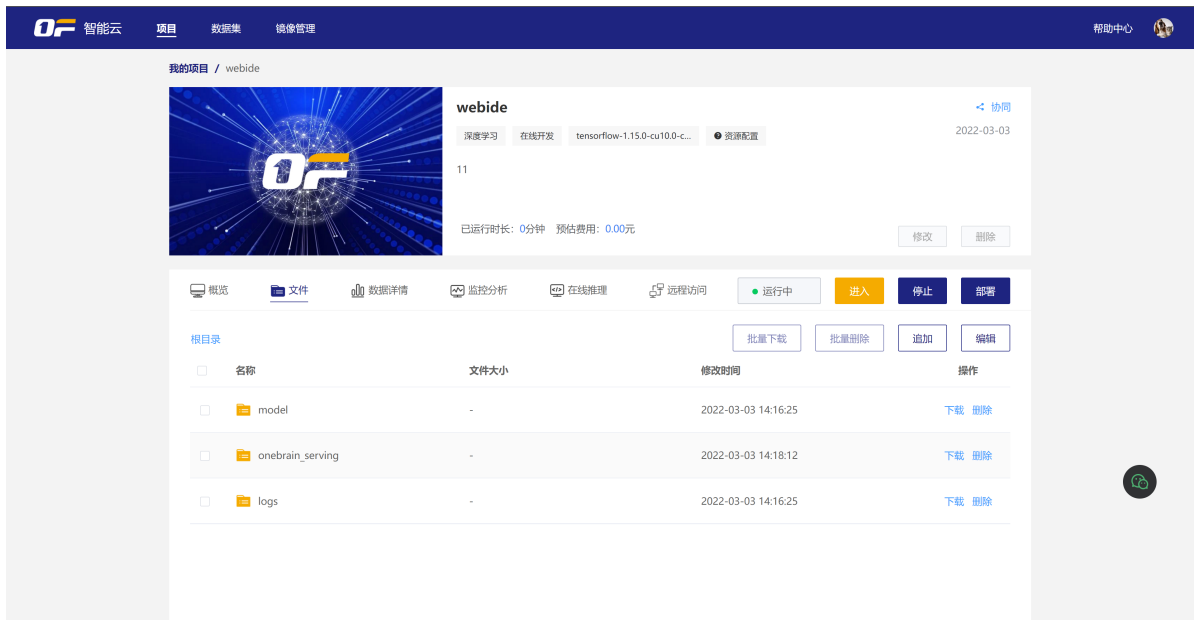 OF 智能云 项目 数据集 镜像管理 帮助中心
我的项目 / webide
OF
webide 协同
深度学习 在线开发 tensorflow-1.15.0-cu10.0-c... 资源配置 2022-03-03
11
已运行时长：0分钟 预估费用：0.00元
修改 删除
概览 文件 数据详情 监控分析 在线推理 远程访问 运行中 进入 停止 部署
根目录 批量下载 批量删除 追加 编辑
名称 文件大小 修改时间 操作
model - 2022-03-03 14:16:25 下载 删除
onebrain_serving - 2022-03-03 14:18:12 下载 删除
logs - 2022-03-03 14:16:25 下载 删除